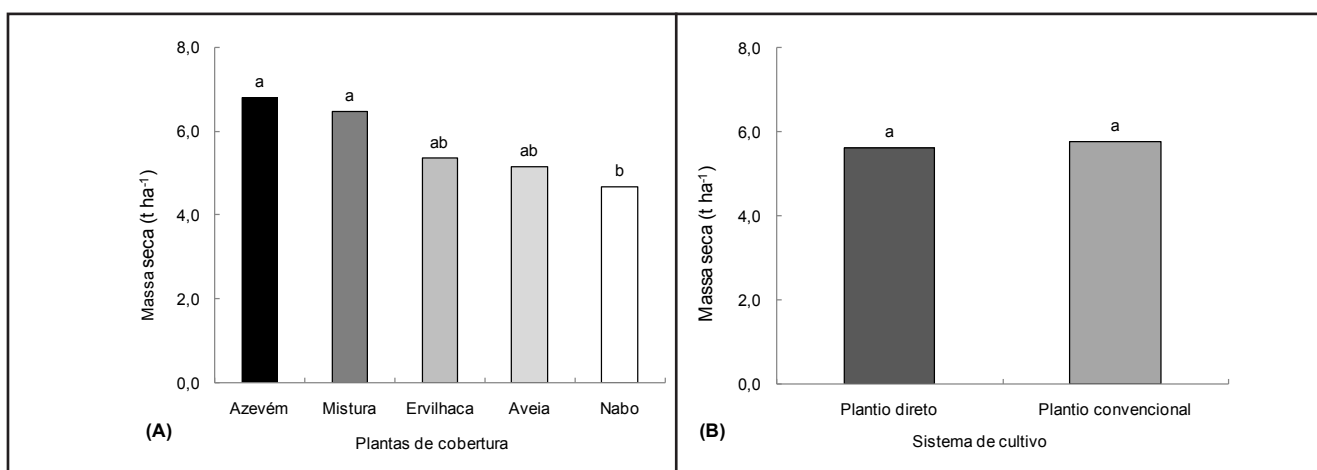 8,0
6,0
4,0
2,0
0,0
Massa seca (t ha⁻¹)
a
a
ab
ab
b
Azevém Mistura Ervilhaca Aveia Nabo
(A)
Plantas de cobertura
8,0
6,0
4,0
2,0
0,0
Massa seca (t ha⁻¹)
a
a
Plantio direto Plantio convencional
(B)
Sistema de cultivo